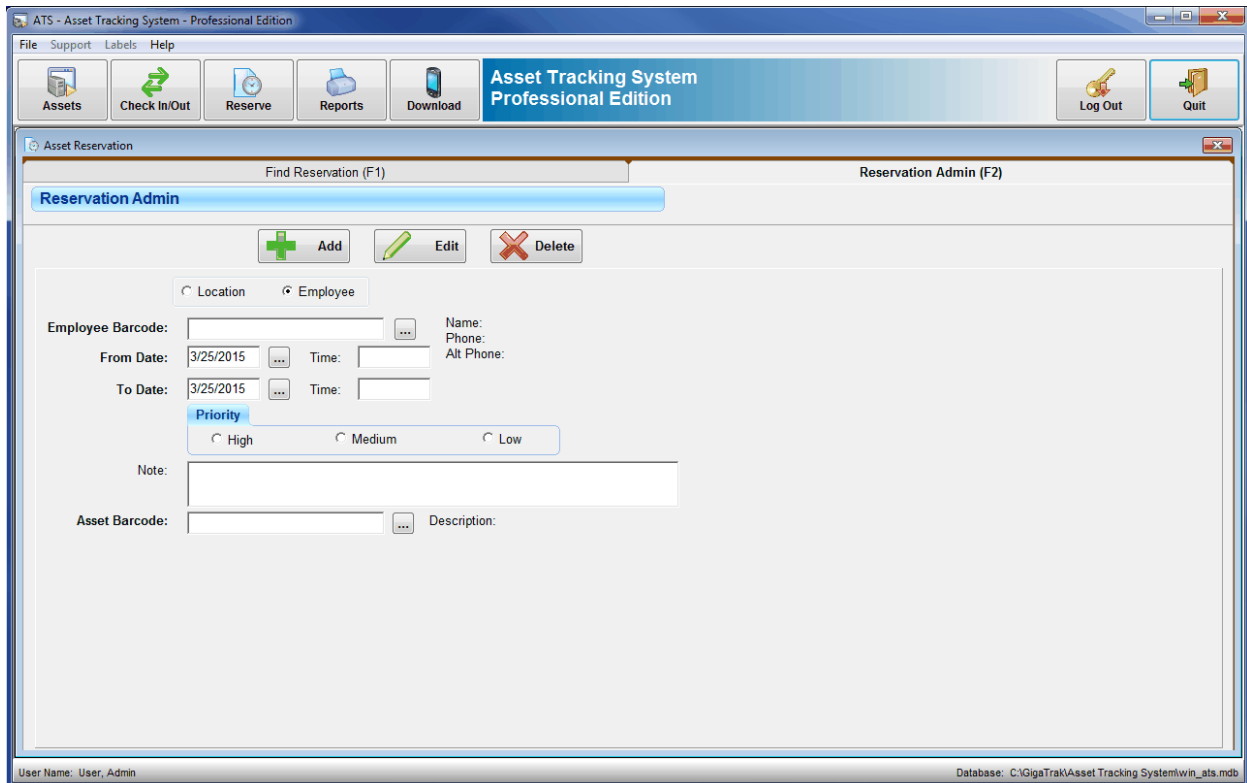 ATS - Asset Tracking System - Professional Edition
File Support Labels Help
Assets Check In/Out Reserve Reports Download
Asset Tracking System
Professional Edition
Log Out Quit
Asset Reservation
Find Reservation (F1) Reservation Admin (F2)
Reservation Admin
Add Edit Delete
Location Employee
Employee Barcode: ... Name:
Phone:
Alt Phone:
From Date: 3/25/2015 ... Time:
To Date: 3/25/2015 ... Time:
Priority
High Medium Low
Note:
Asset Barcode: ... Description:
User Name: User, Admin Database: C:\GigaTrak\Asset Tracking System\win_ats.mdb